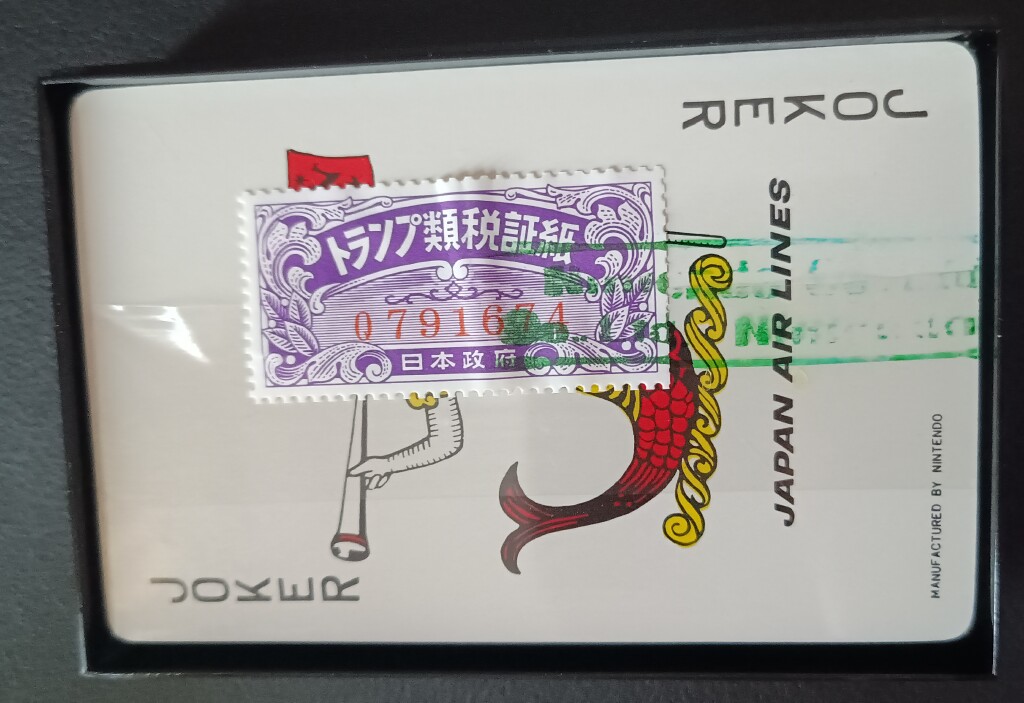 JOKER
トランプ類税証紙
0791674
日本政府
JAPAN AIR LINES
MANUFACTURED BY NINTENDO
JOKER